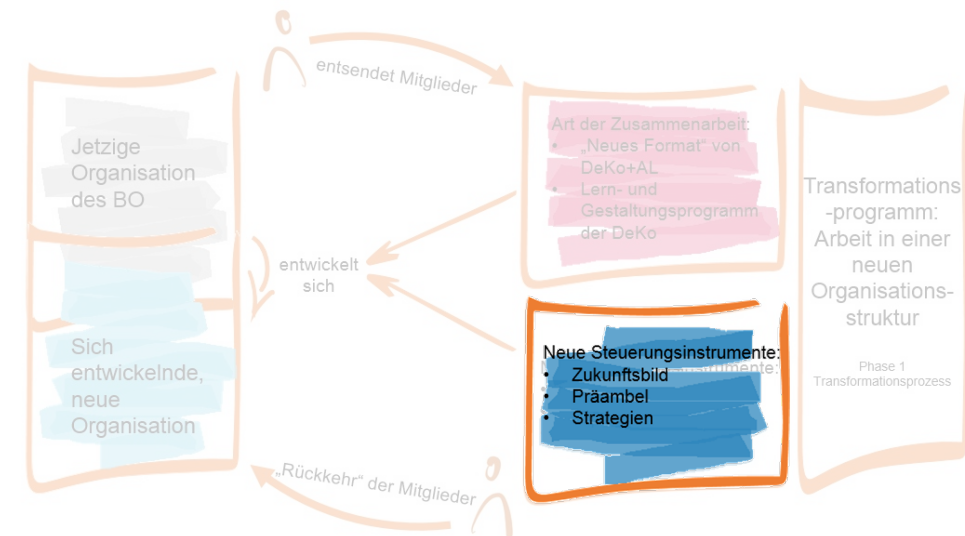 entsendet Mitglieder
Jetzige
Organisation
des BO
Art der Zusammenarbeit:
• „Neues Format“ von
DeKo+AL
• Lern- und
Gestaltungsprogramm
der DeKo
Transformations
-programm:
Arbeit in einer
neuen
Organisations-
struktur
Phase 1
Transformationsprozess
entwickelt
sich
Sich
entwickelnde,
neue
Organisation
Neue Steuerungsinstrumente:
• Zukunftsbild
• Präambel
• Strategien
„Rückkehr“ der Mitglieder